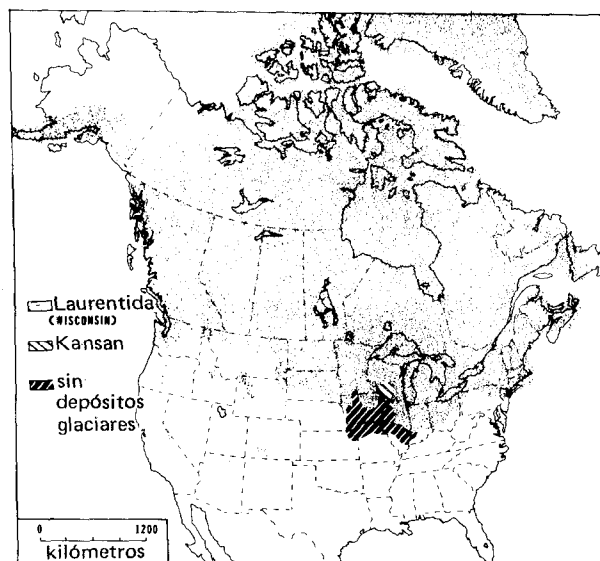 Laurentida
(WISCONSIN)
Kansan
sin
depósitos
glaciares
0 1200
kilómetros